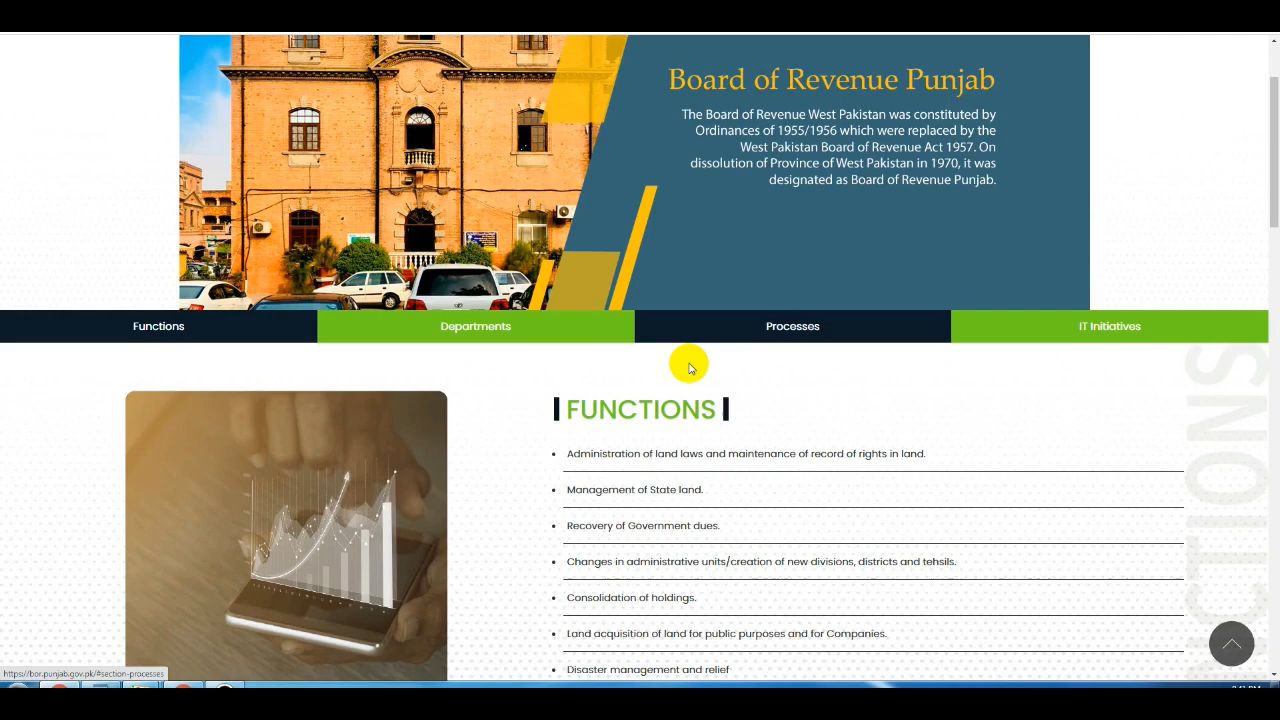 Board of Revenue Punjab
The Board of Revenue West Pakistan was constituted by
Ordinances of 1955/1956 which were replaced by the
West Pakistan Board of Revenue Act 1957. On
dissolution of Province of West Pakistan in 1970, it was
designated as Board of Revenue Punjab.
Functions Departments Processes IT Initiatives
FUNCTIONS
• Administration of land laws and maintenance of record of rights in land.
• Management of State land.
• Recovery of Government dues.
• Changes in administrative units/creation of new divisions, districts and tehsils.
• Consolidation of holdings.
• Land acquisition of land for public purposes and for Companies.
• Disaster management and relief
https://bor.punjab.gov.pk/#section-processes